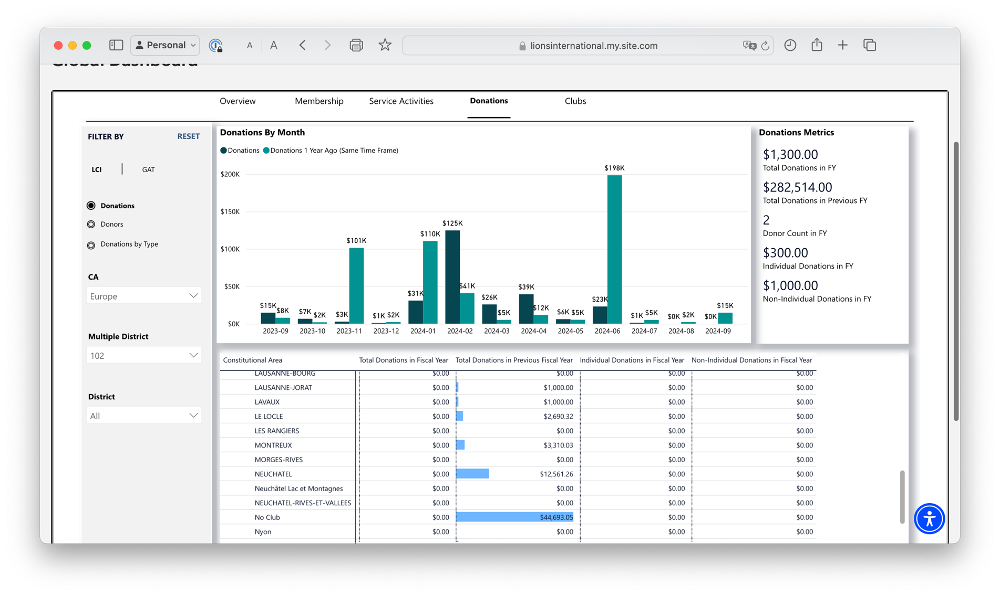 Personal
A A
lionsinternational.my.site.com
Global Dashboard
Overview Membership Service Activities Donations Clubs
FILTER BY RESET
LCI GAT
Donations
Donors
Donations by Type
CA
Europe
Multiple District
102
District
All
Donations By Month
Donations Donations 1 Year Ago (Same Time Frame)
$200K
$150K
$100K
$50K
$0K
$15K $8K
$7K $2K
$3K $101K
$1K $2K
$31K $110K
$125K $41K
$26K $5K
$39K $12K
$6K $5K
$23K $198K
$1K $5K
$0K $2K
$0K $15K
2023-09 2023-10 2023-11 2023-12 2024-01 2024-02 2024-03 2024-04 2024-05 2024-06 2024-07 2024-08 2024-09
Donations Metrics
$1,300.00
Total Donations in FY
$282,514.00
Total Donations in Previous FY
2
Donor Count in FY
$300.00
Individual Donations in FY
$1,000.00
Non-Individual Donations in FY
Constitutional Area Total Donations in Fiscal Year Total Donations in Previous Fiscal Year Individual Donations in Fiscal Year Non-Individual Donations in Fiscal Year
LAUSANNE-BOURG $0.00 $0.00 $0.00 $0.00
LAUSANNE-JORAT $0.00 $1,000.00 $0.00 $0.00
LAVAUX $0.00 $1,000.00 $0.00 $0.00
LE LOCLE $0.00 $2,690.32 $0.00 $0.00
LES RANGIERS $0.00 $0.00 $0.00 $0.00
MONTREUX $0.00 $3,310.03 $0.00 $0.00
MORGES-RIVES $0.00 $0.00 $0.00 $0.00
NEUCHATEL $0.00 $12,561.26 $0.00 $0.00
Neuchâtel Lac et Montagnes $0.00 $0.00 $0.00 $0.00
NEUCHATEL-RIVES-ET-VALLEES $0.00 $0.00 $0.00 $0.00
No Club $0.00 $44,693.05 $0.00 $0.00
Nyon $0.00 $0.00 $0.00 $0.00